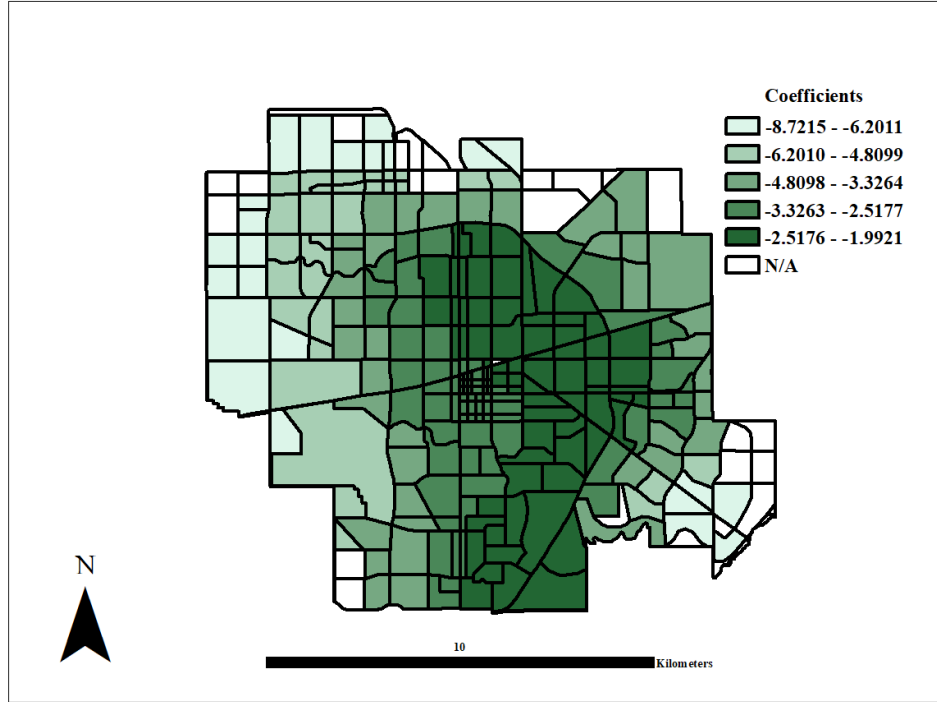 Coefficients
-8.7215 - -6.2011
-6.2010 - -4.8099
-4.8098 - -3.3264
-3.3263 - -2.5177
-2.5176 - -1.9921
N/A
N
10
Kilometers